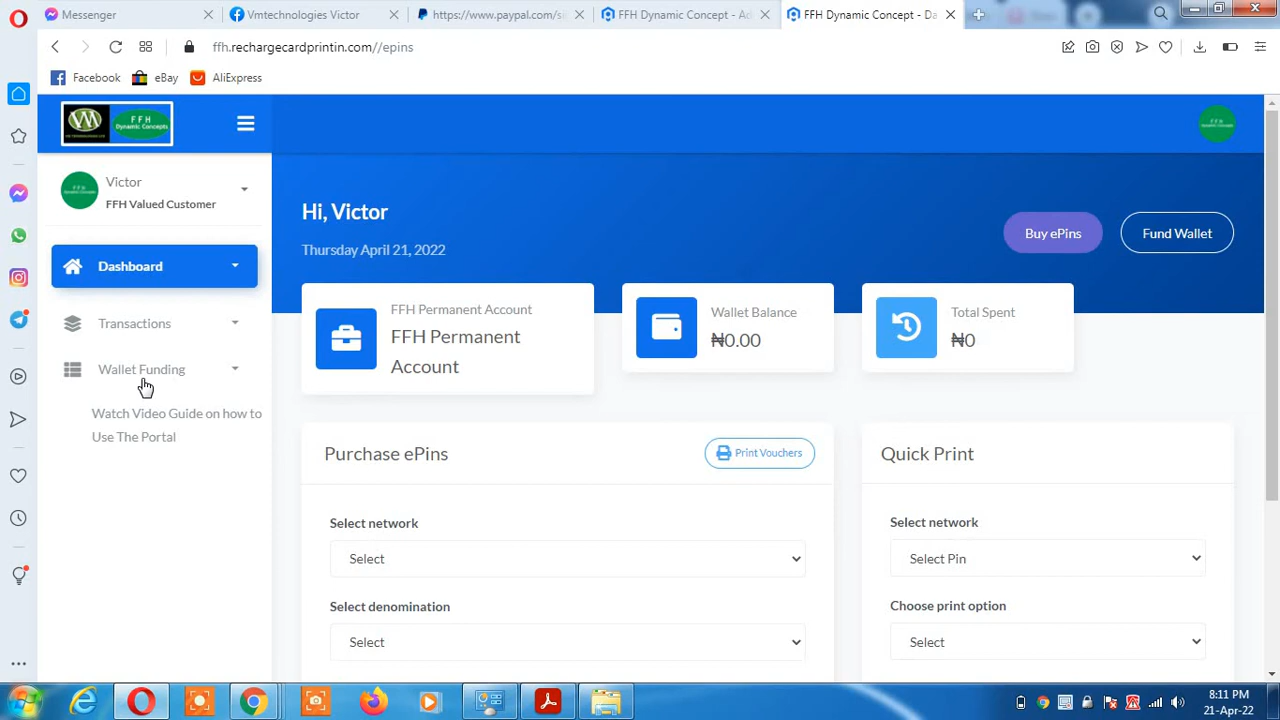 Messenger
Vmtechnologies Victor
https://www.paypal.com/s
FFH Dynamic Concept - Ad
FFH Dynamic Concept - Da
ffh.rechargecardprintin.com//epins
Facebook
eBay
AliExpress
VM
FFH
Dynamic Concepts
Victor
FFH Valued Customer
Dashboard
Transactions
Wallet Funding
Watch Video Guide on how to
Use The Portal
Hi, Victor
Thursday April 21, 2022
Buy ePins
Fund Wallet
FFH Permanent Account
FFH Permanent
Account
Wallet Balance
₦0.00
Total Spent
₦0
Purchase ePins
Print Vouchers
Select network
Select
Select denomination
Select
Quick Print
Select network
Select Pin
Choose print option
Select
8:11 PM
21-Apr-22